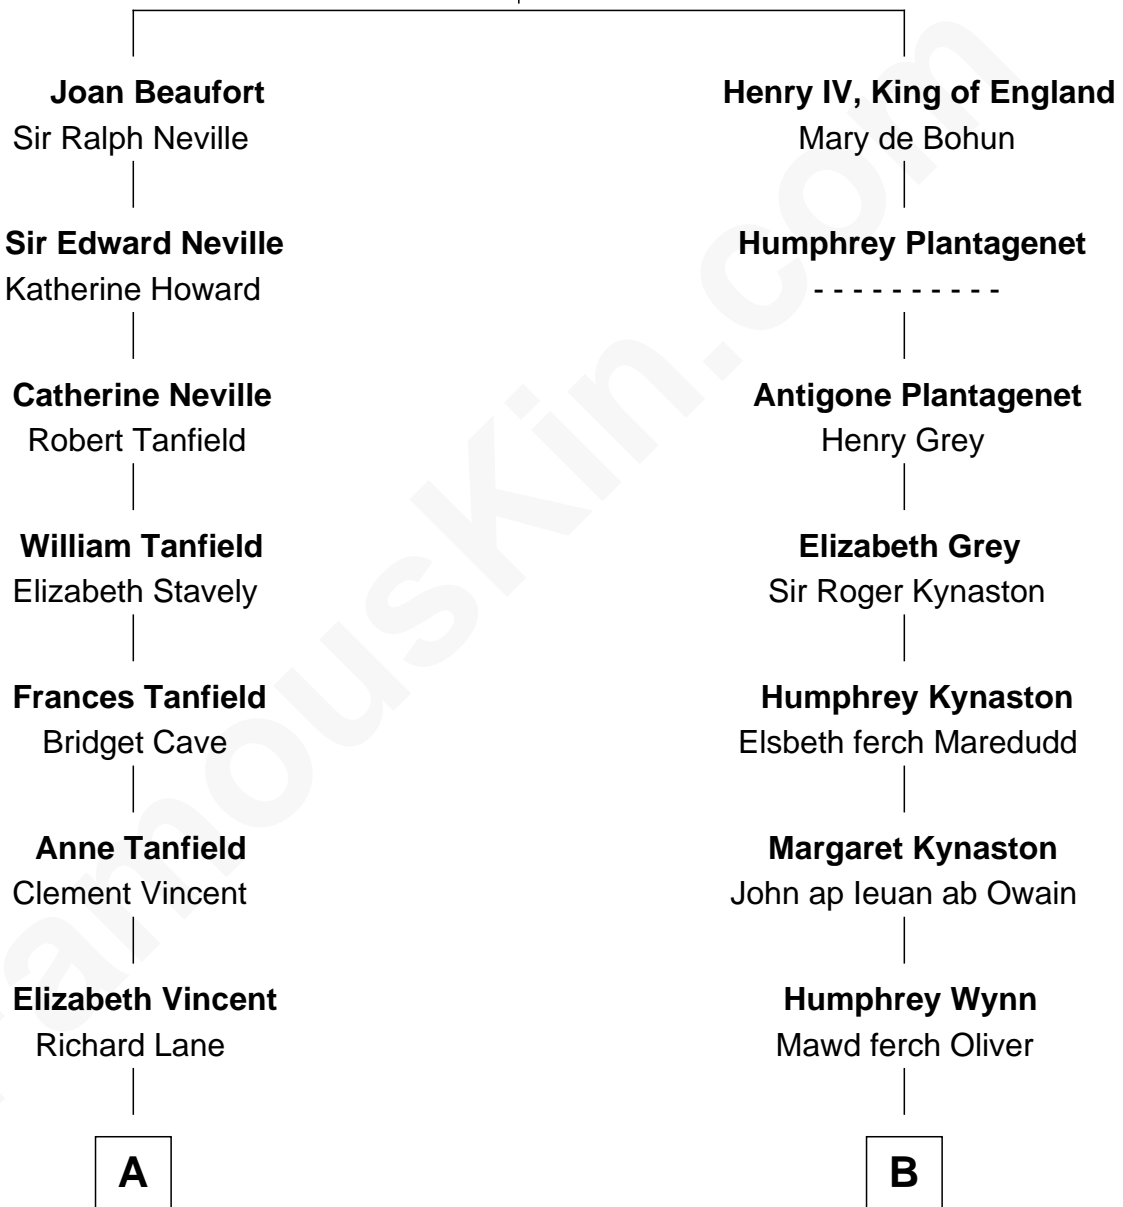 Joan Beaufort
Sir Ralph Neville
Sir Edward Neville
Katherine Howard
Catherine Neville
Robert Tanfield
William Tanfield
Elizabeth Stavely
Frances Tanfield
Bridget Cave
Anne Tanfield
Clement Vincent
Elizabeth Vincent
Richard Lane
A
Henry IV, King of England
Mary de Bohun
Humphrey Plantagenet
- - - - - - - - - -
Antigone Plantagenet
Henry Grey
Elizabeth Grey
Sir Roger Kynaston
Humphrey Kynaston
Elsbeth ferch Maredudd
Margaret Kynaston
John ap Ieuan ab Owain
Humphrey Wynn
Mawd ferch Oliver
B
FamousKin.com